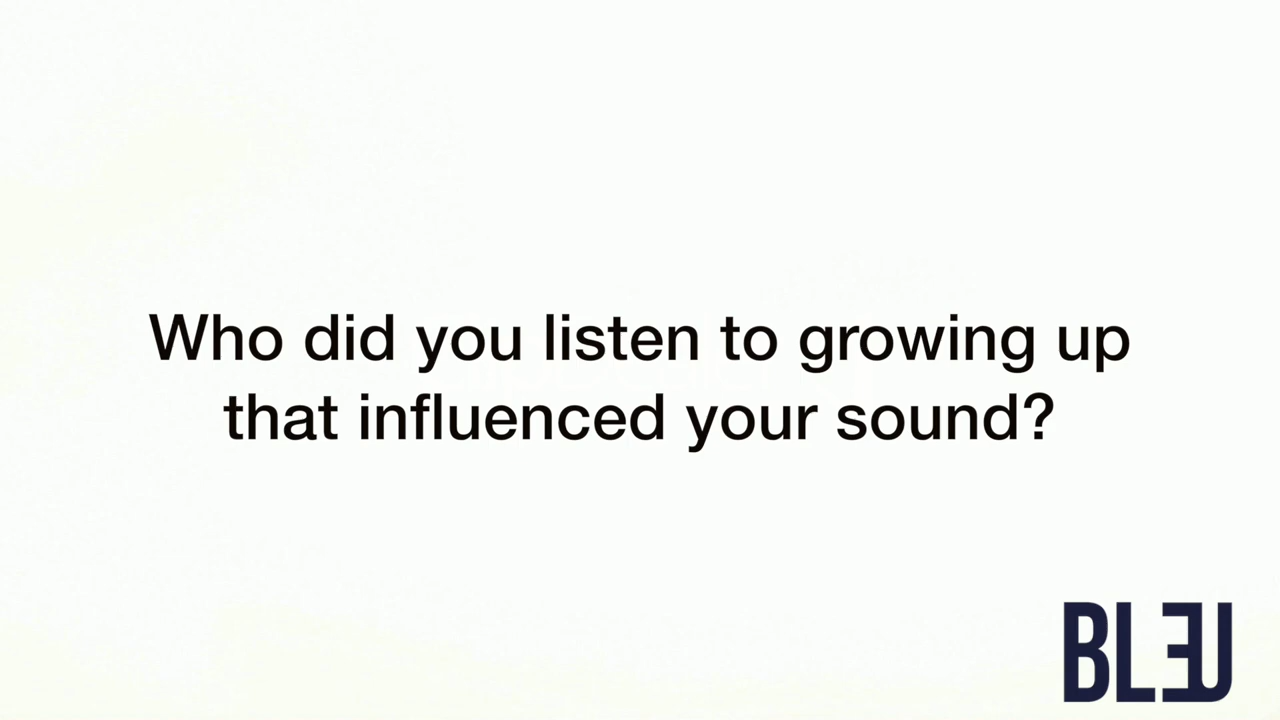 Who did you listen to growing up
that influenced your sound?
BLEU